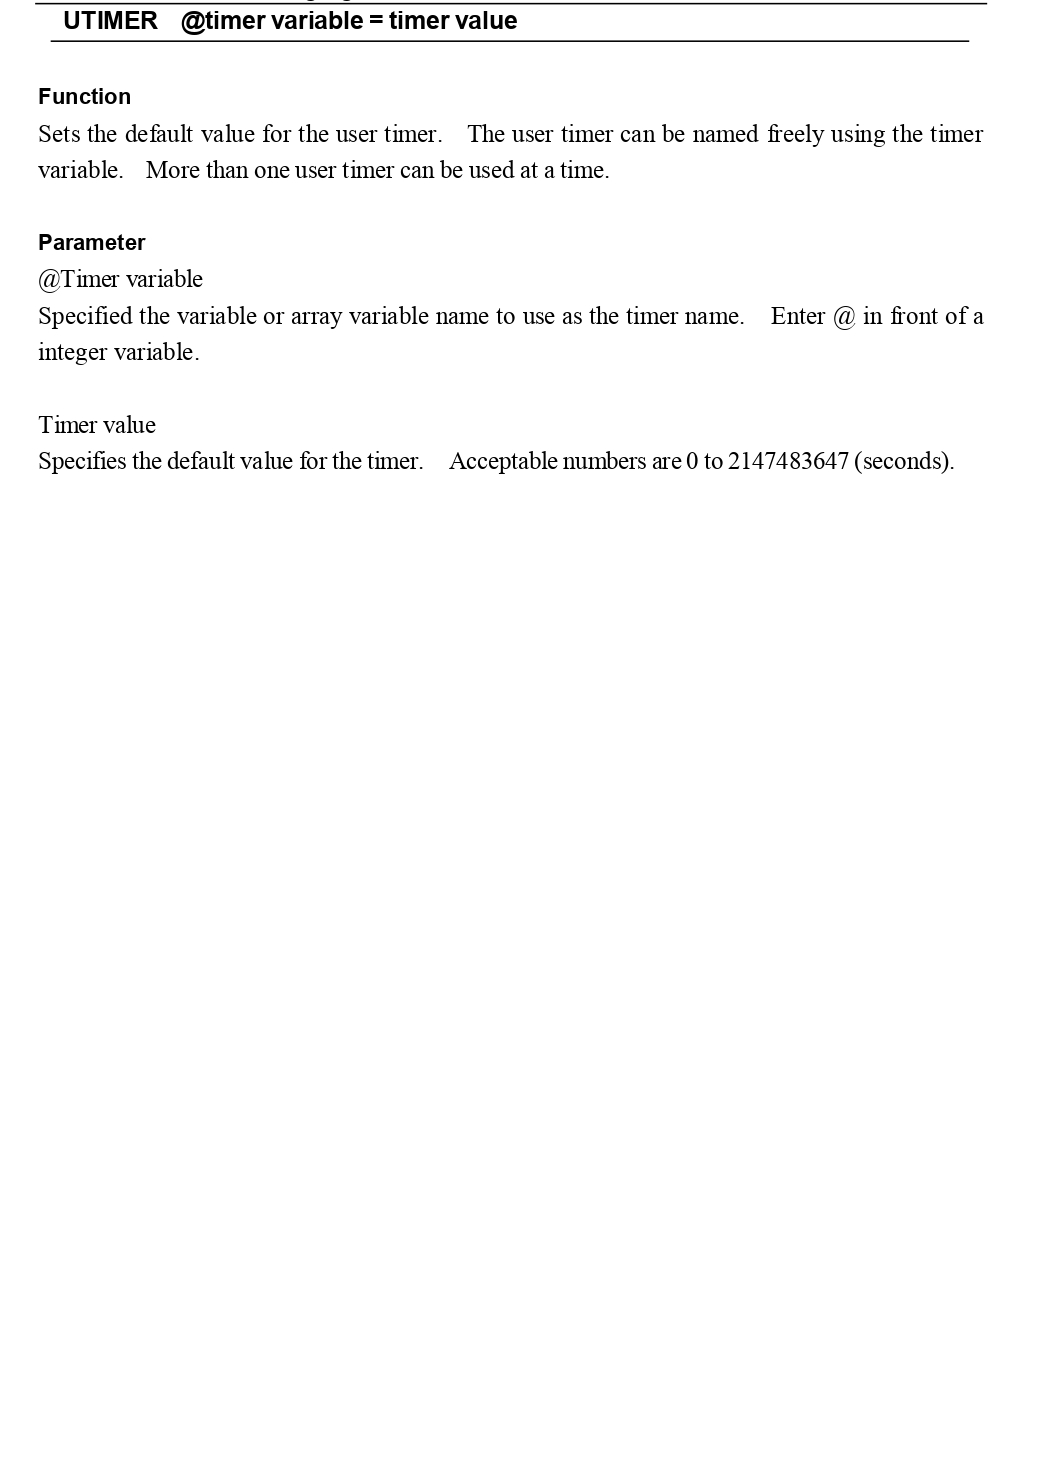 UTIMER @timer variable = timer value
Function
Sets the default value for the user timer. The user timer can be named freely using the timer
variable. More than one user timer can be used at a time.
Parameter
@Timer variable
Specified the variable or array variable name to use as the timer name. Enter @ in front of a
integer variable.
Timer value
Specifies the default value for the timer. Acceptable numbers are 0 to 2147483647 (seconds).